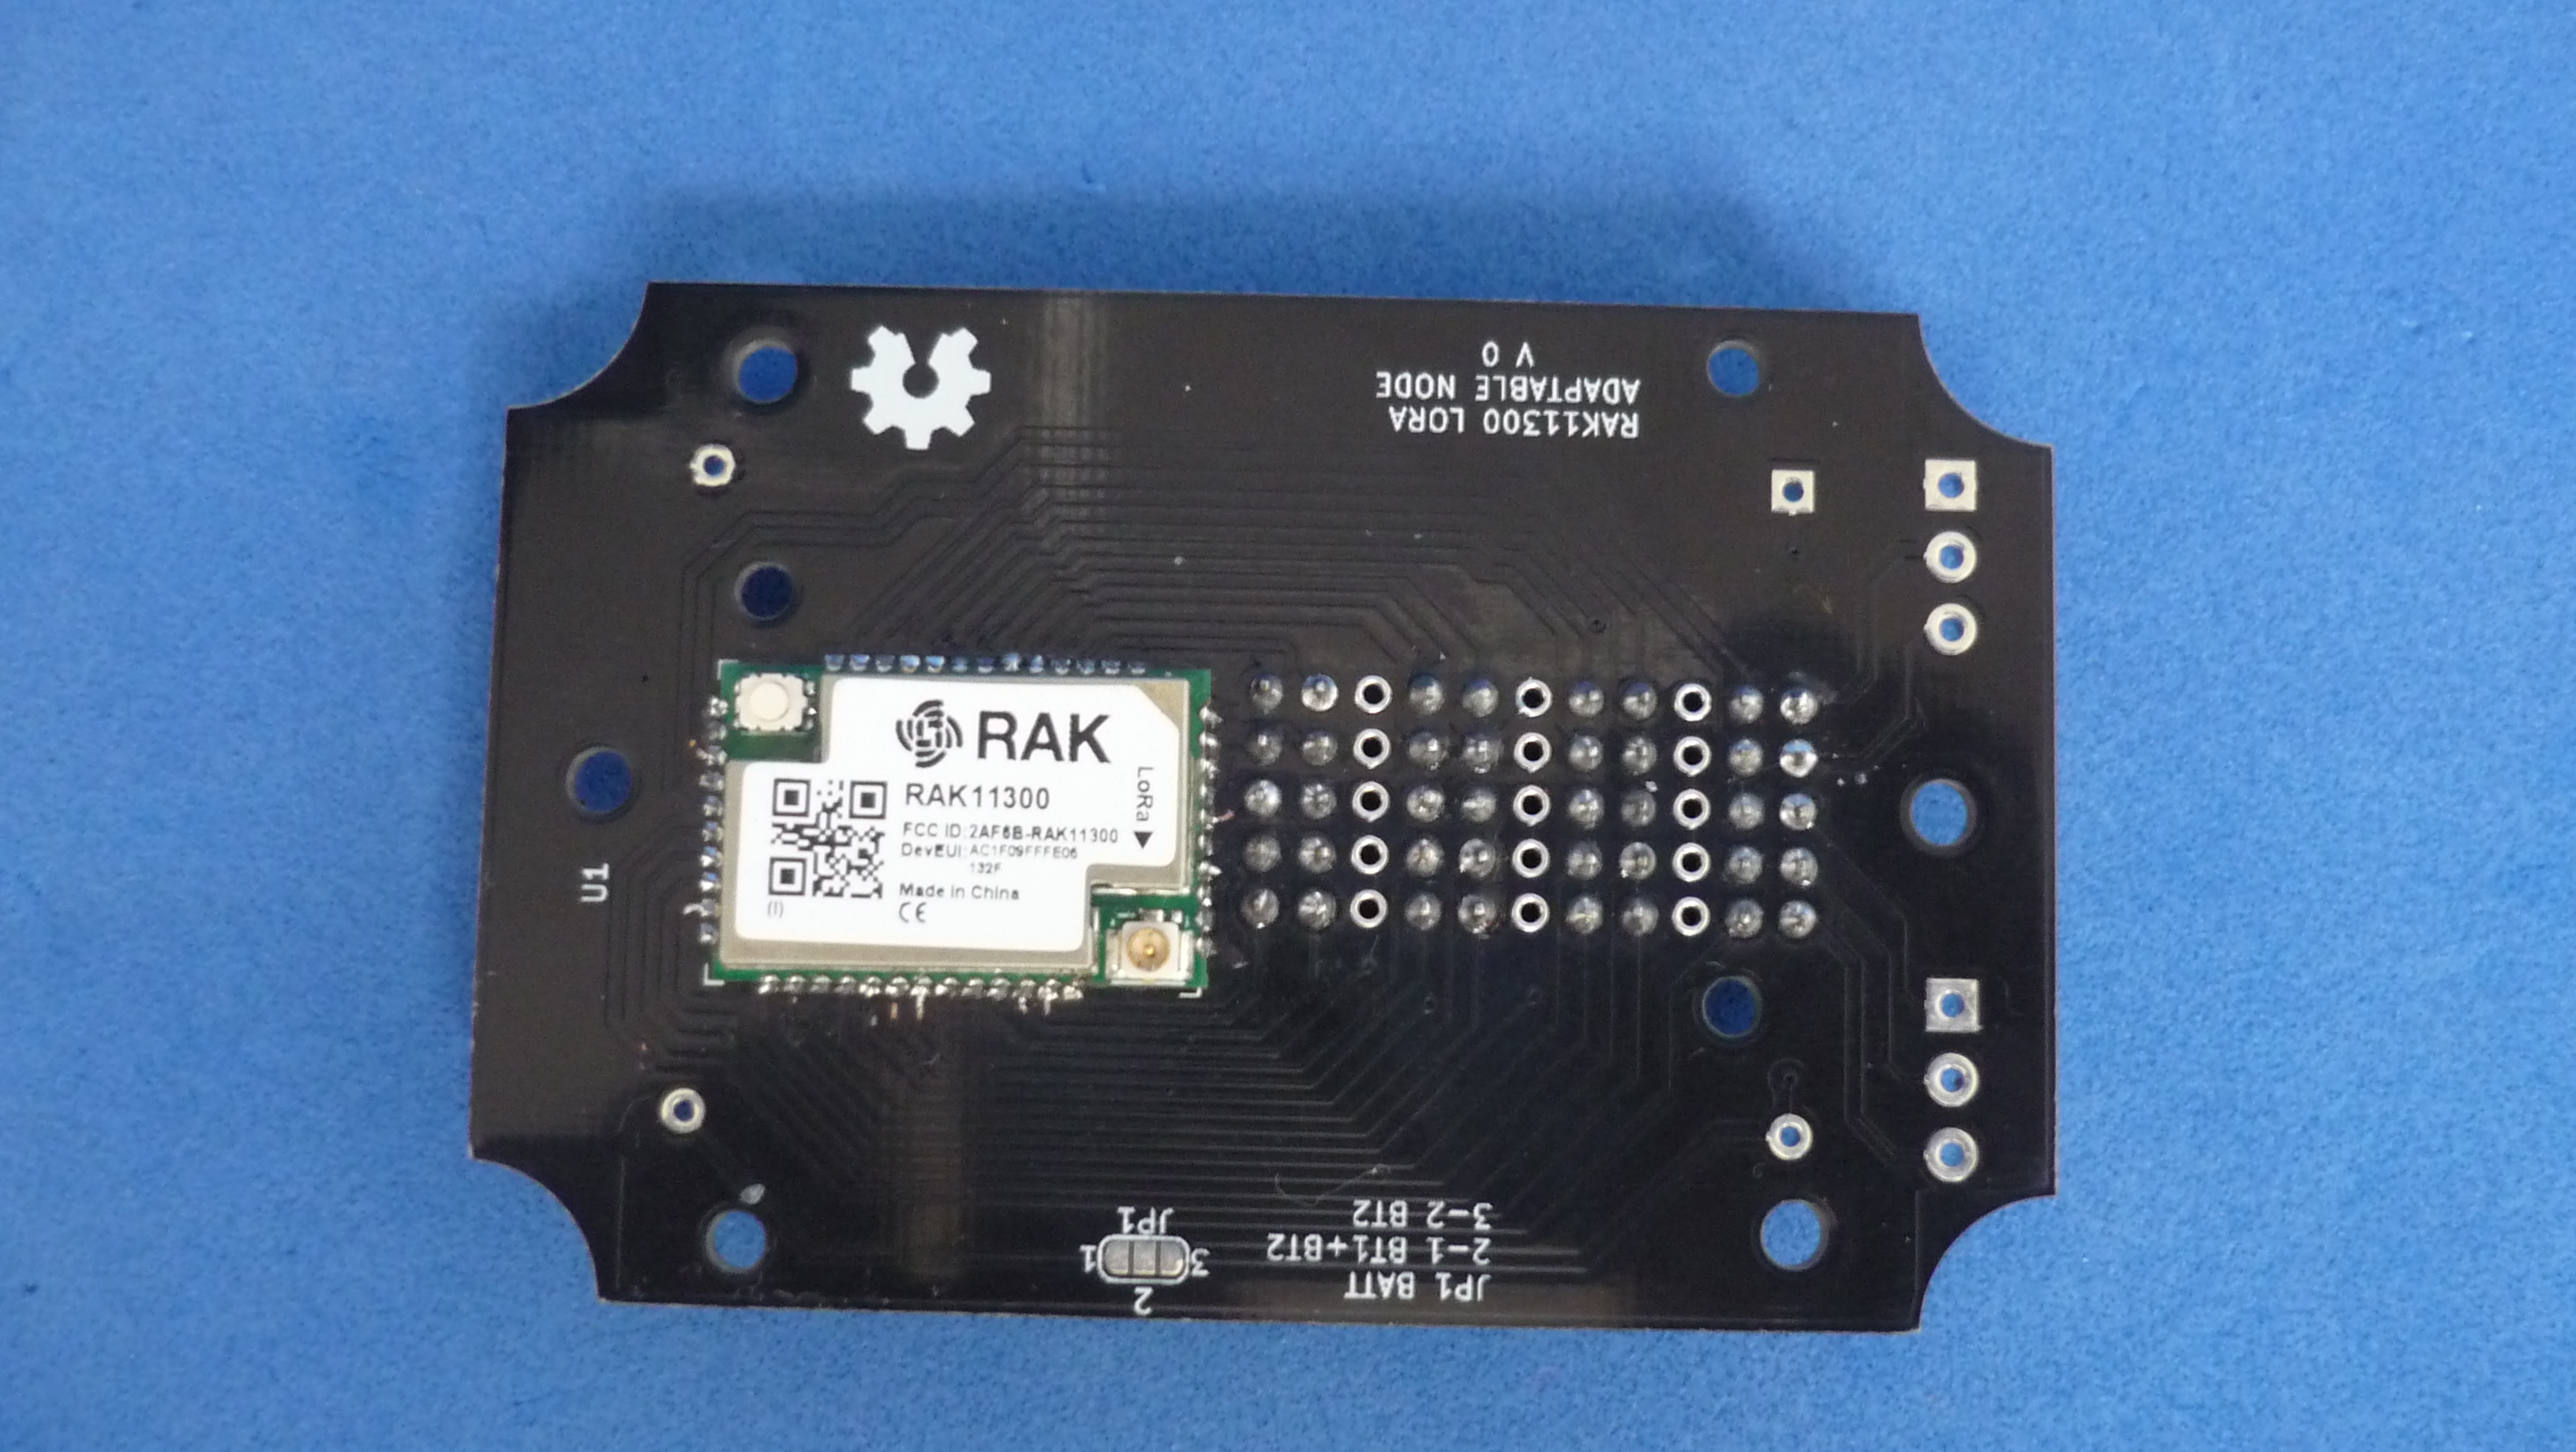 RAK11300 LORA
ADAPTABLE NODE
V 0
RAK
RAK11300
LoRa
FCC ID:2AF6B-RAK11300
DevEUI:AC1F09FFFE06
132F
Made in China
CE
(I)
U1
JP1
1
3
2
JP1 BATT
2-1 BT1+BT2
3-2 BT2